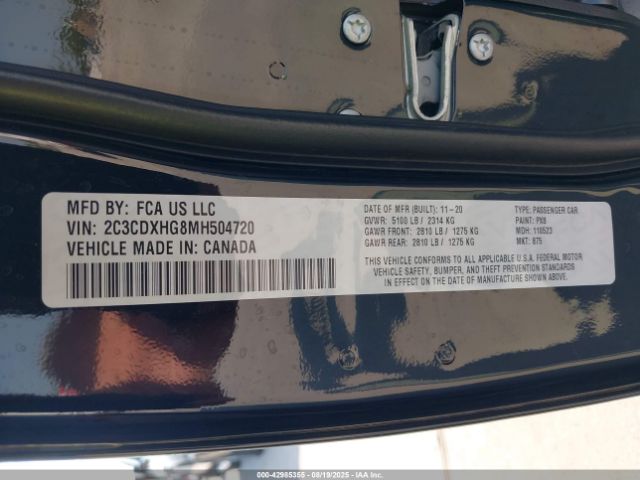 MFD BY: FCA US LLC
VIN: 2C3CDXHG8MH504720
VEHICLE MADE IN: CANADA
DATE OF MFR (BUILT): 11-20
GVWR: 5100 LB / 2314 KG
GAWR FRONT: 2810 LB / 1275 KG
GAWR REAR: 2810 LB / 1275 KG
TYPE: PASSENGER CAR
PAINT: PX8
MDH: 110523
MKT: 875
THIS VEHICLE CONFORMS TO ALL APPLICABLE U.S.A. FEDERAL MOTOR
VEHICLE SAFETY, BUMPER, AND THEFT PREVENTION STANDARDS
IN EFFECT ON THE DATE OF MANUFACTURE SHOWN ABOVE.
© IAA - 42985355 - 08/19/2025 - IAAI.COM